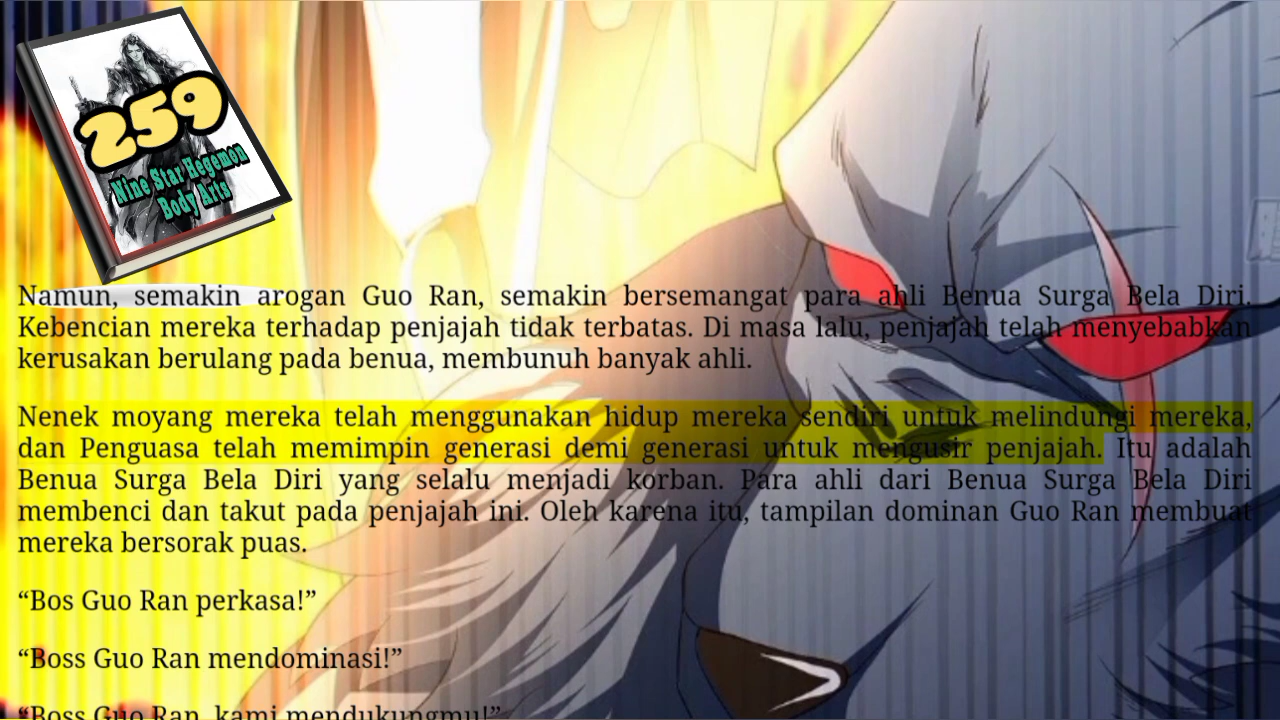 259
Nine Star Hegemon
Body Arts
Namun, semakin arogan Guo Ran, semakin bersemangat para ahli Benua Surga Bela Diri.
Kebencian mereka terhadap penjajah tidak terbatas. Di masa lalu, penjajah telah menyebabkan
kerusakan berulang pada benua, membunuh banyak ahli.
Nenek moyang mereka telah menggunakan hidup mereka sendiri untuk melindungi mereka,
dan Penguasa telah memimpin generasi demi generasi untuk mengusir penjajah. Itu adalah
Benua Surga Bela Diri yang selalu menjadi korban. Para ahli dari Benua Surga Bela Diri
membenci dan takut pada penjajah ini. Oleh karena itu, tampilan dominan Guo Ran membuat
mereka bersorak puas.
“Bos Guo Ran perkasa!”
“Boss Guo Ran mendominasi!”
“Boss Guo Ran, kami mendukungmu!”